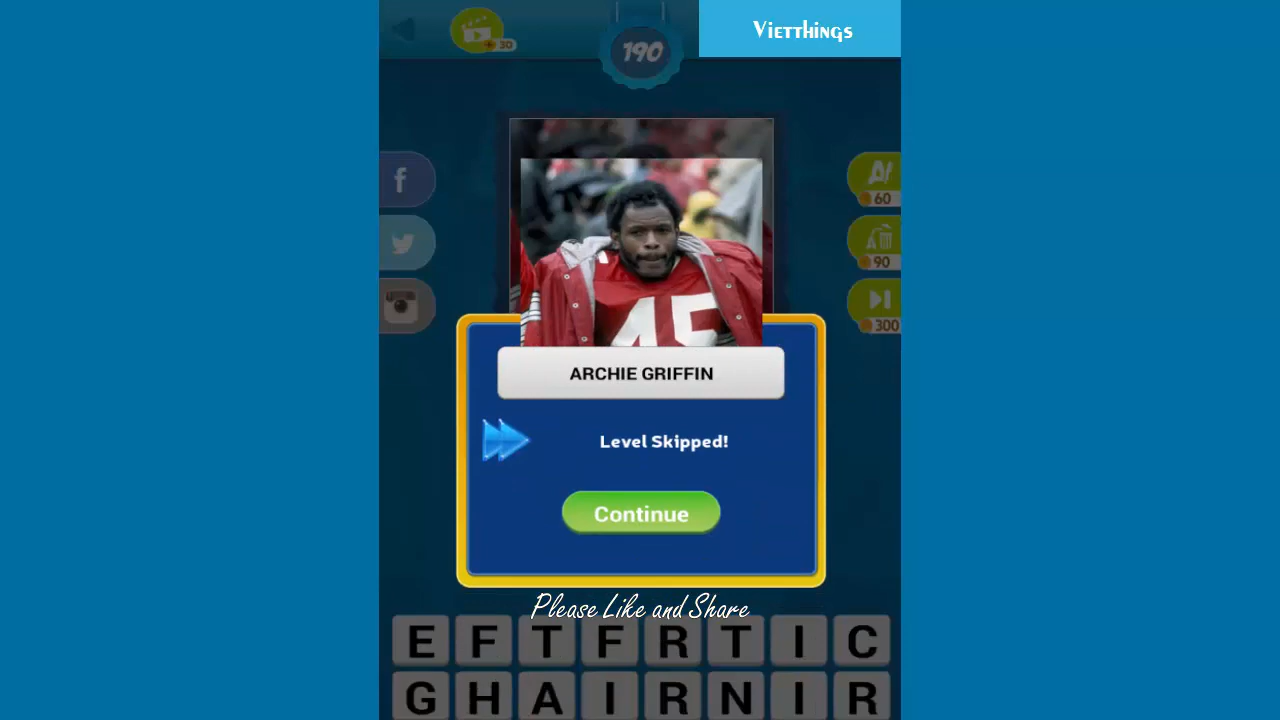 30
190
Vietthings
f
60
90
300
45
ARCHIE GRIFFIN
Level Skipped!
Continue
Please Like and Share
E F T F R T I C
G H A I R N I R